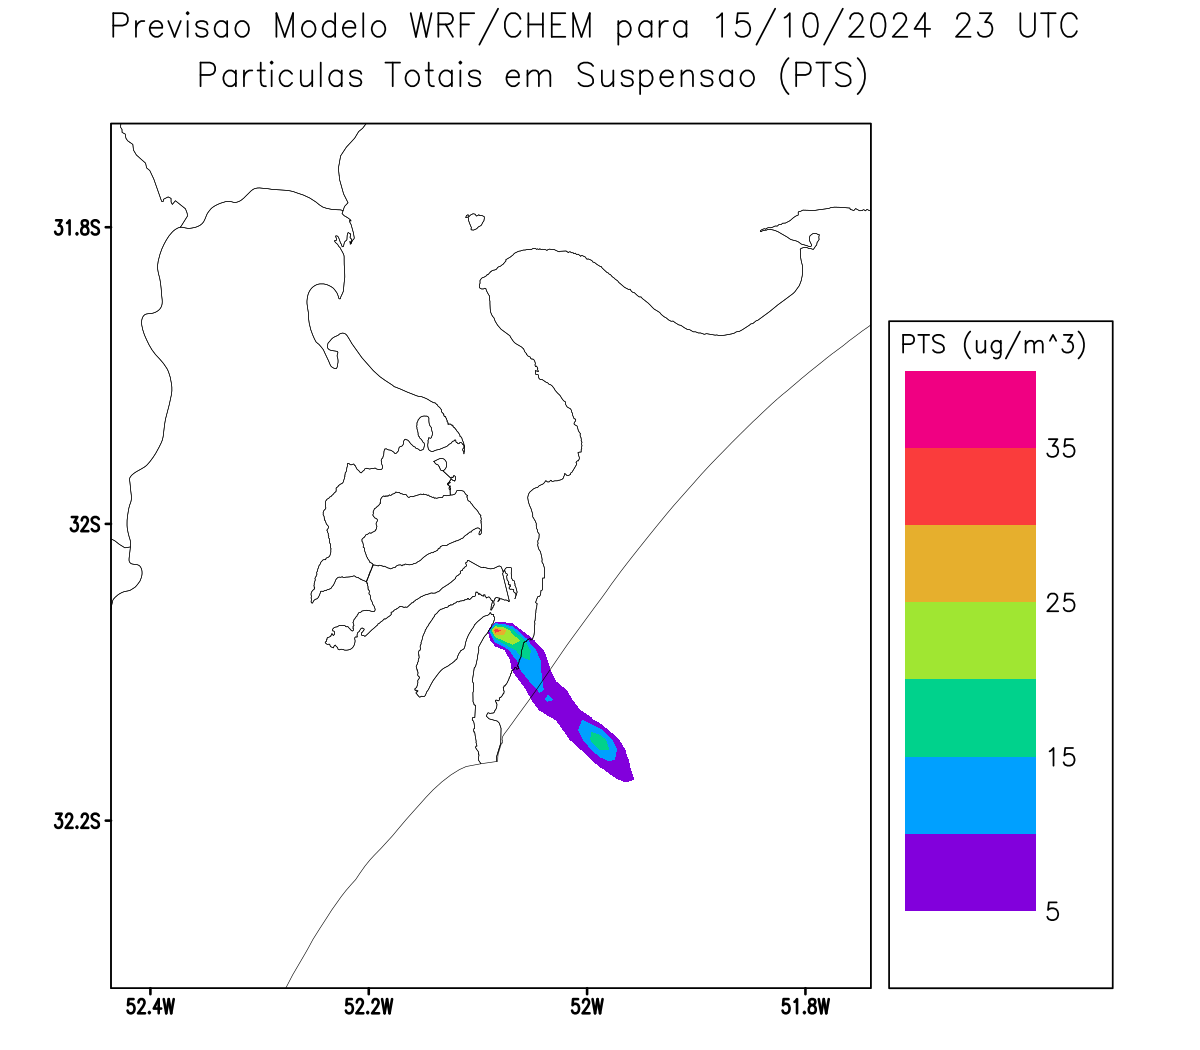 Previsao Modelo WRF/CHEM para 15/10/2024 23 UTC
Particulas Totais em Suspensao (PTS)
31.8S
32S
32.2S
52.4W
52.2W
52W
51.8W
PTS (ug/m^3)
35
25
15
5